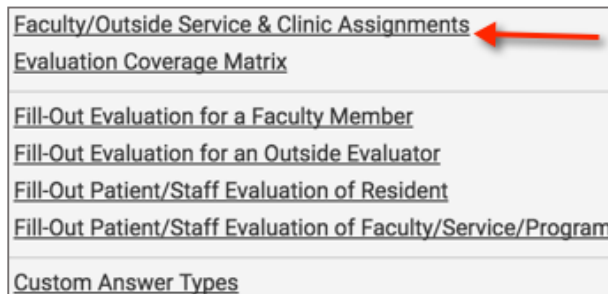 Faculty/Outside Service & Clinic Assignments
Evaluation Coverage Matrix
Fill-Out Evaluation for a Faculty Member
Fill-Out Evaluation for an Outside Evaluator
Fill-Out Patient/Staff Evaluation of Resident
Fill-Out Patient/Staff Evaluation of Faculty/Service/Program
Custom Answer Types